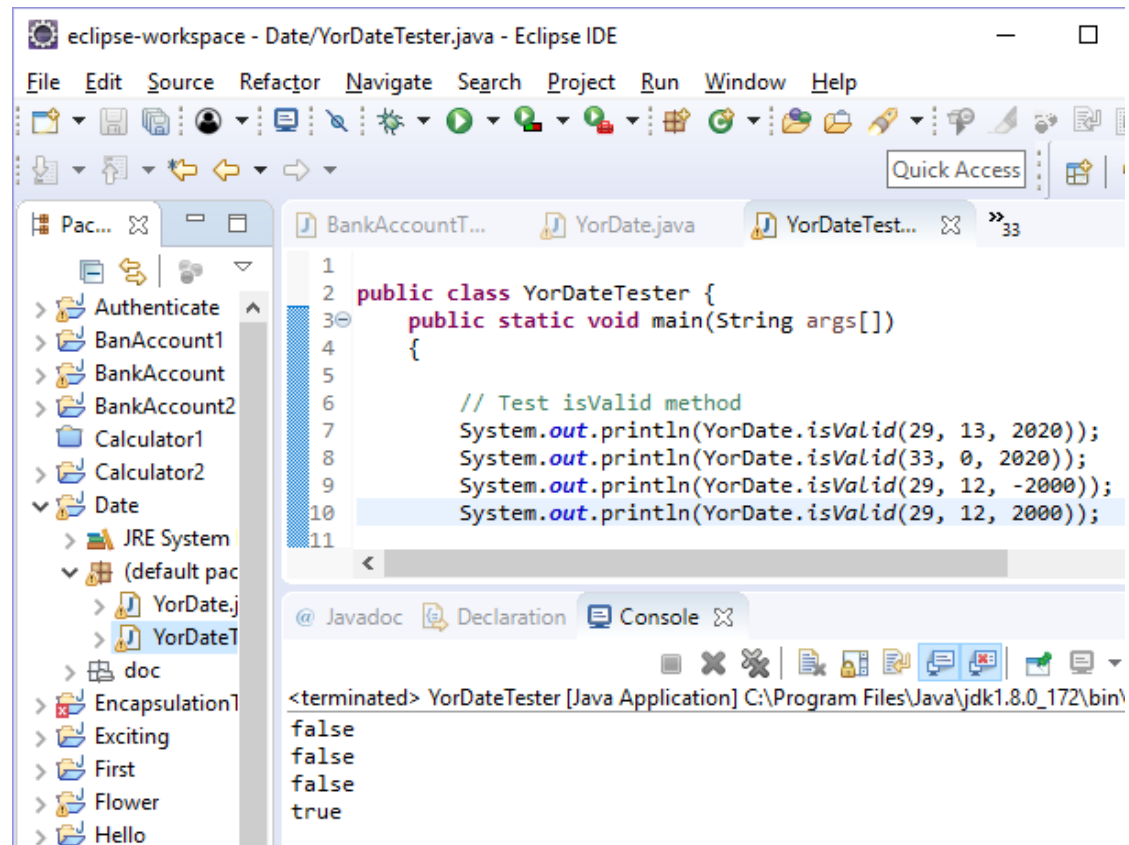 eclipse-workspace - Date/YorDateTester.java - Eclipse IDE
File Edit Source Refactor Navigate Search Project Run Window Help
Quick Access
Pac...
Authenticate
BanAccount1
BankAccount
BankAccount2
Calculator1
Calculator2
Date
JRE System
(default pac
YorDate.j
YorDateT
doc
EncapsulationT
Exciting
First
Flower
Hello
BankAccountT... YorDate.java YorDateTest... »33
1
2 public class YorDateTester {
3 public static void main(String args[])
4 {
5
6 // Test isValid method
7 System.out.println(YorDate.isValid(29, 13, 2020));
8 System.out.println(YorDate.isValid(33, 0, 2020));
9 System.out.println(YorDate.isValid(29, 12, -2000));
10 System.out.println(YorDate.isValid(29, 12, 2000));
11
@ Javadoc Declaration Console
<terminated> YorDateTester [Java Application] C:\Program Files\Java\jdk1.8.0_172\bin\
false
false
false
true